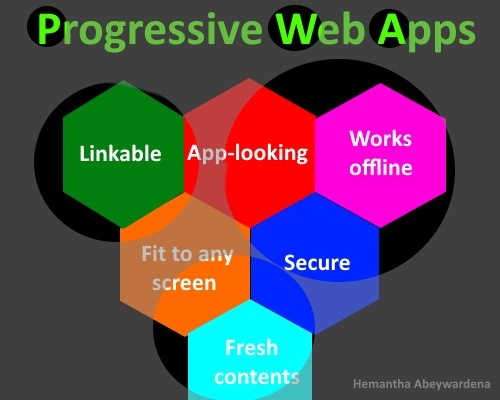 Progressive Web Apps
Linkable
App-looking
Works
offline
Fit to any
screen
Secure
Fresh
contents
Hemantha Abeywardena